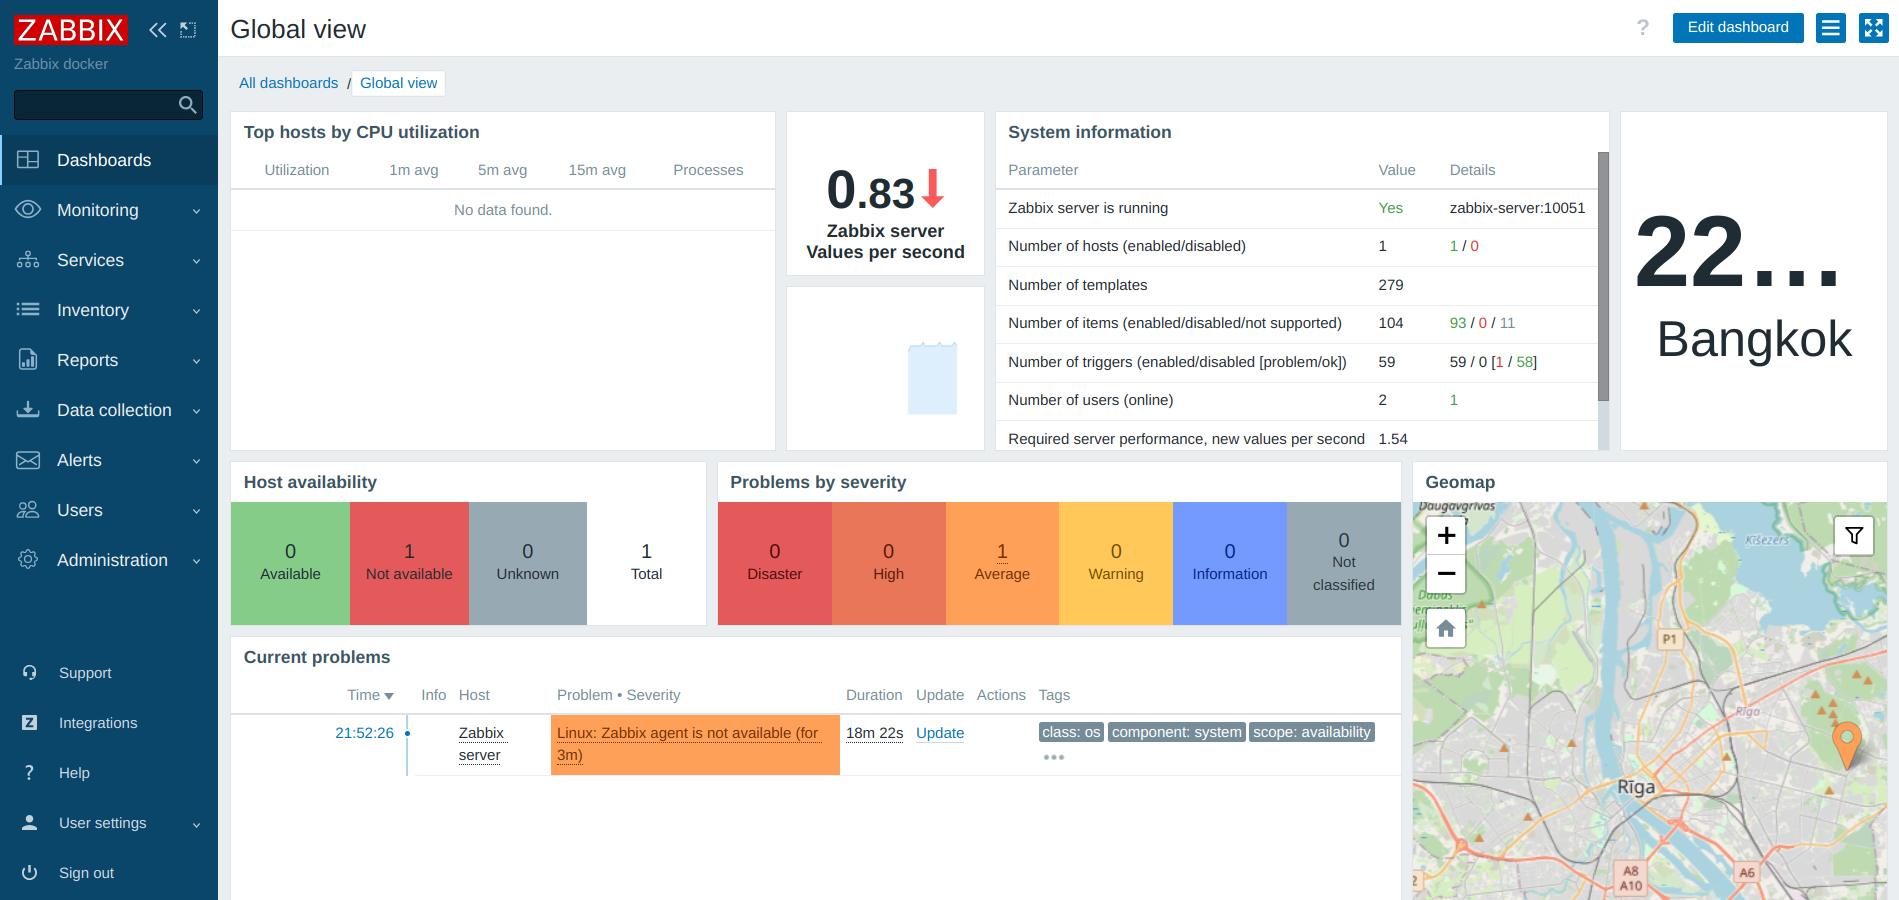 ZABBIX
Zabbix docker
Dashboards
Monitoring
Services
Inventory
Reports
Data collection
Alerts
Users
Administration
Support
Integrations
? Help
User settings
Sign out
Global view
? Edit dashboard
All dashboards / Global view
Top hosts by CPU utilization
Utilization 1m avg 5m avg 15m avg Processes
No data found.
0.83
Zabbix server
Values per second
System information
Parameter Value Details
Zabbix server is running Yes zabbix-server:10051
Number of hosts (enabled/disabled) 1 1 / 0
Number of templates 279
Number of items (enabled/disabled/not supported) 104 93 / 0 / 11
Number of triggers (enabled/disabled [problem/ok]) 59 59 / 0 [1 / 58]
Number of users (online) 2 1
Required server performance, new values per second 1.54
22...
Bangkok
Host availability
0
Available
1
Not available
0
Unknown
1
Total
Problems by severity
0
Disaster
0
High
1
Average
0
Warning
0
Information
0
Not
classified
Geomap
Daugavgrīvas
+
−
Ķīšezers
Dabas
P1
Rīga
Rīga
A8
A10
A6
2
Current problems
Time Info Host Problem • Severity Duration Update Actions Tags
21:52:26 Zabbix server Linux: Zabbix agent is not available (for 3m) 18m 22s Update class: os component: system scope: availability
•••